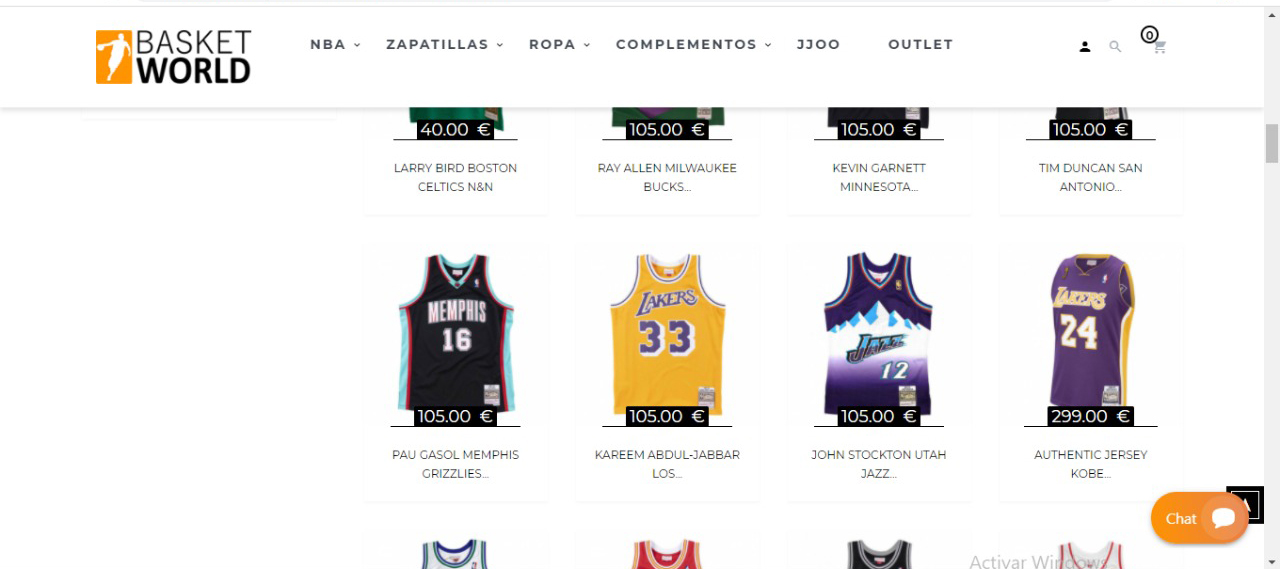 BASKET
WORLD
NBA
ZAPATILLAS
ROPA
COMPLEMENTOS
JJOO
OUTLET
0
40.00 €
105.00 €
105.00 €
105.00 €
LARRY BIRD BOSTON
CELTICS N&N
RAY ALLEN MILWAUKEE
BUCKS...
KEVIN GARNETT
MINNESOTA...
TIM DUNCAN SAN
ANTONIO...
MEMPHIS
16
LAKERS
33
JAZZ
12
LAKERS
24
105.00 €
105.00 €
105.00 €
299.00 €
PAU GASOL MEMPHIS
GRIZZLIES...
KAREEM ABDUL-JABBAR
LOS...
JOHN STOCKTON UTAH
JAZZ...
AUTHENTIC JERSEY
KOBE...
Chat
Activar Windows